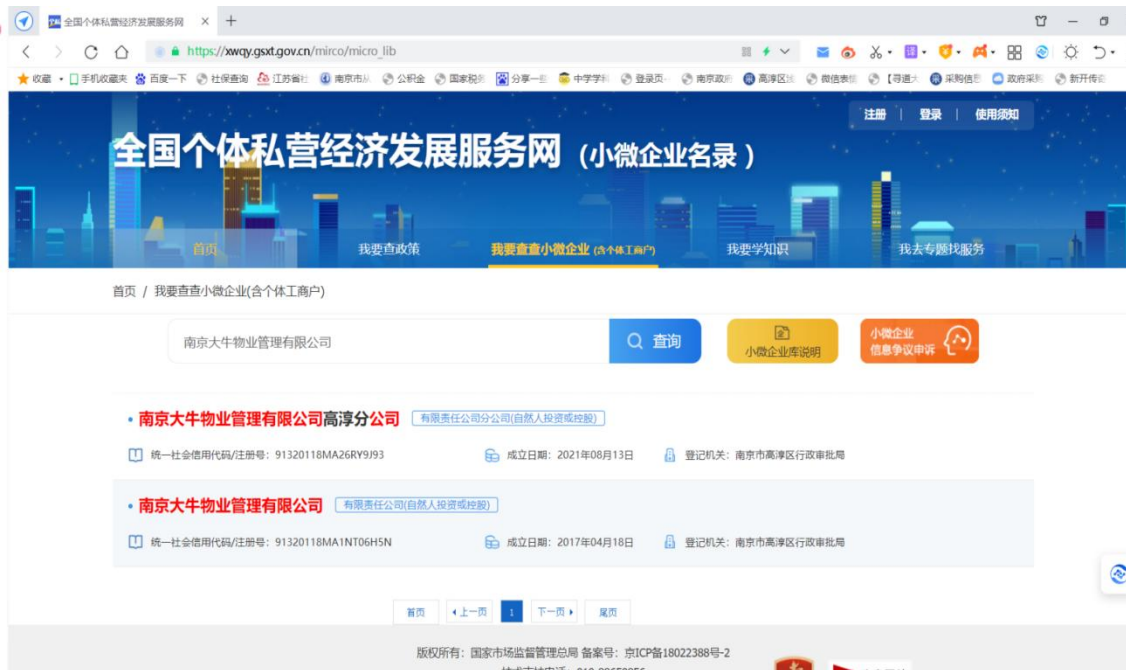 全国个体私营经济发展服务网
https://xwqy.gsxt.gov.cn/mirco/micro_lib
收藏 手机收藏夹 百度一下 社保查询 江苏省社 南京市从 公积金 国家税务 分享一些 中学学科 登录页 南京政府 高淳区法 微信表情 【寻道大 采购信息 政府采购 新开传奇
注册 | 登录 | 使用须知
全国个体私营经济发展服务网 (小微企业名录)
首页 我要查政策 我要查查小微企业 (含个体工商户) 我要学知识 我去专题找服务
首页 / 我要查查小微企业(含个体工商户)
南京大牛物业管理有限公司 查询 小微企业库说明 小微企业
信息争议申诉
南京大牛物业管理有限公司高淳分公司 有限责任公司分公司(自然人投资或控股)
统一社会信用代码/注册号：91320118MA26RY9J93 成立日期：2021年08月13日 登记机关：南京市高淳区行政审批局
南京大牛物业管理有限公司 有限责任公司(自然人投资或控股)
统一社会信用代码/注册号：91320118MA1NT06H5N 成立日期：2017年04月18日 登记机关：南京市高淳区行政审批局
首页 上一页 1 下一页 尾页
版权所有：国家市场监督管理总局 备案号：京ICP备18022388号-2